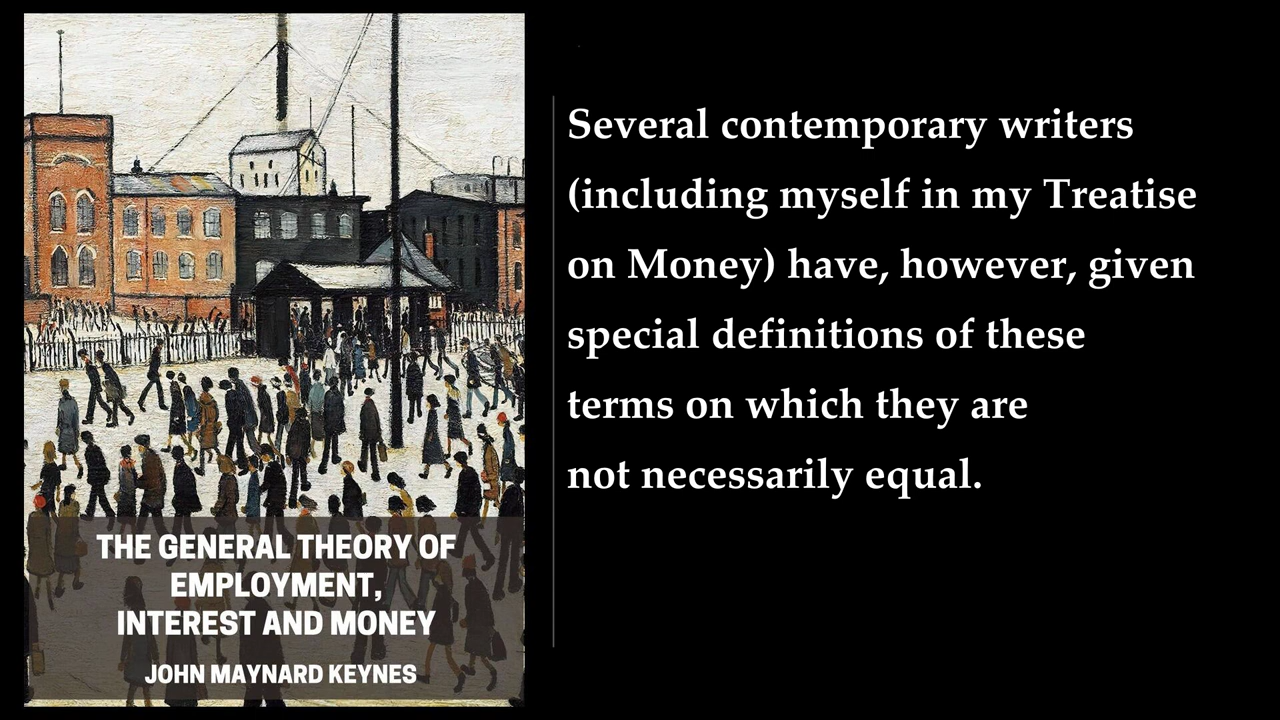 THE GENERAL THEORY OF
EMPLOYMENT,
INTEREST AND MONEY
JOHN MAYNARD KEYNES
Several contemporary writers
(including myself in my Treatise
on Money) have, however, given
special definitions of these
terms on which they are
not necessarily equal.